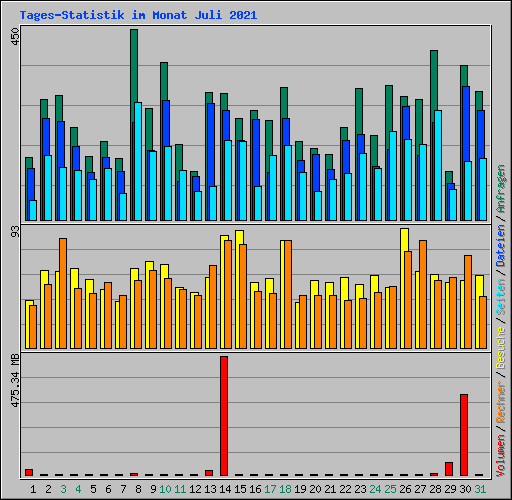 Tages-Statistik im Monat Juli 2021
450
93
475.34 MB
Volumen / Rechner / Besuche / Seiten / Dateien / Anfragen
1 2 3 4 5 6 7 8 9 10 11 12 13 14 15 16 17 18 19 20 21 22 23 24 25 26 27 28 29 30 31